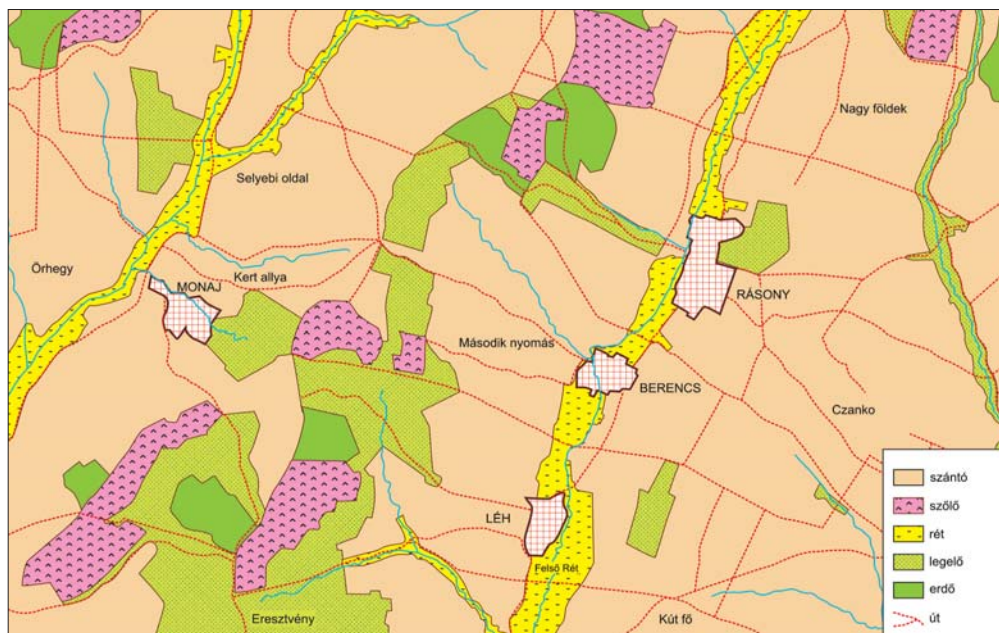 Nagy földek
Selyebi oldal
Őrhegy
Kert allya
MONAJ
RÁSONY
Második nyomás
BERENCS
Czanko
LÉH
Felső Rét
Eresztvény
Kút fő
szántó
szőlő
rét
legelő
erdő
út